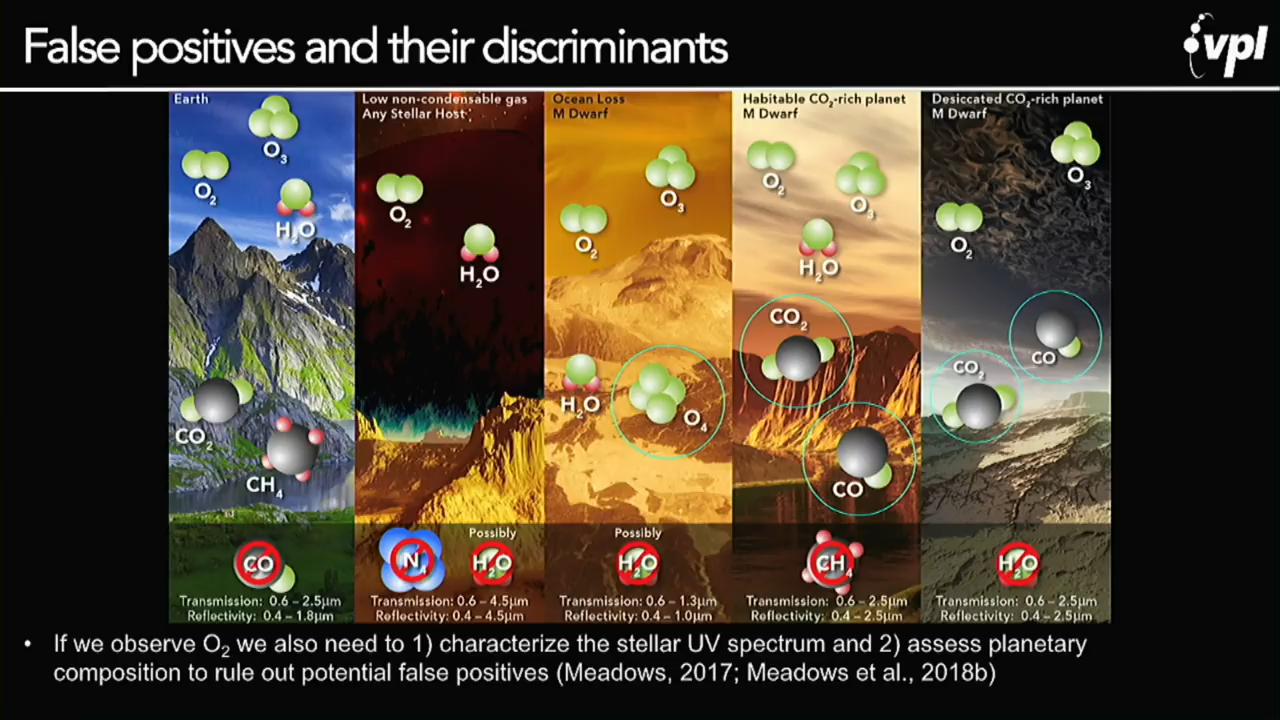 False positives and their discriminants
vpl
Earth
O₃
O₂
H₂O
CO₂
CH₄
CO
Transmission: 0.6 – 2.5µm
Reflectivity: 0.4 – 1.8µm
Low non-condensable gas
Any Stellar Host
O₂
H₂O
N₄
Possibly
H₂O
Transmission: 0.6 – 4.5µm
Reflectivity: 0.4 – 4.5µm
Ocean Loss
M Dwarf
O₃
O₂
H₂O
O₄
Possibly
H₂O
Transmission: 0.6 – 1.3µm
Reflectivity: 0.4 – 1.0µm
Habitable CO₂-rich planet
M Dwarf
O₂
O₃
H₂O
CO₂
CO
CH₄
Transmission: 0.6 – 2.5µm
Reflectivity: 0.4 – 2.5µm
Desiccated CO₂-rich planet
M Dwarf
O₃
O₂
CO
CO₂
H₂O
Transmission: 0.6 – 2.5µm
Reflectivity: 0.4 – 2.5µm
• If we observe O₂ we also need to 1) characterize the stellar UV spectrum and 2) assess planetary
composition to rule out potential false positives (Meadows, 2017; Meadows et al., 2018b)